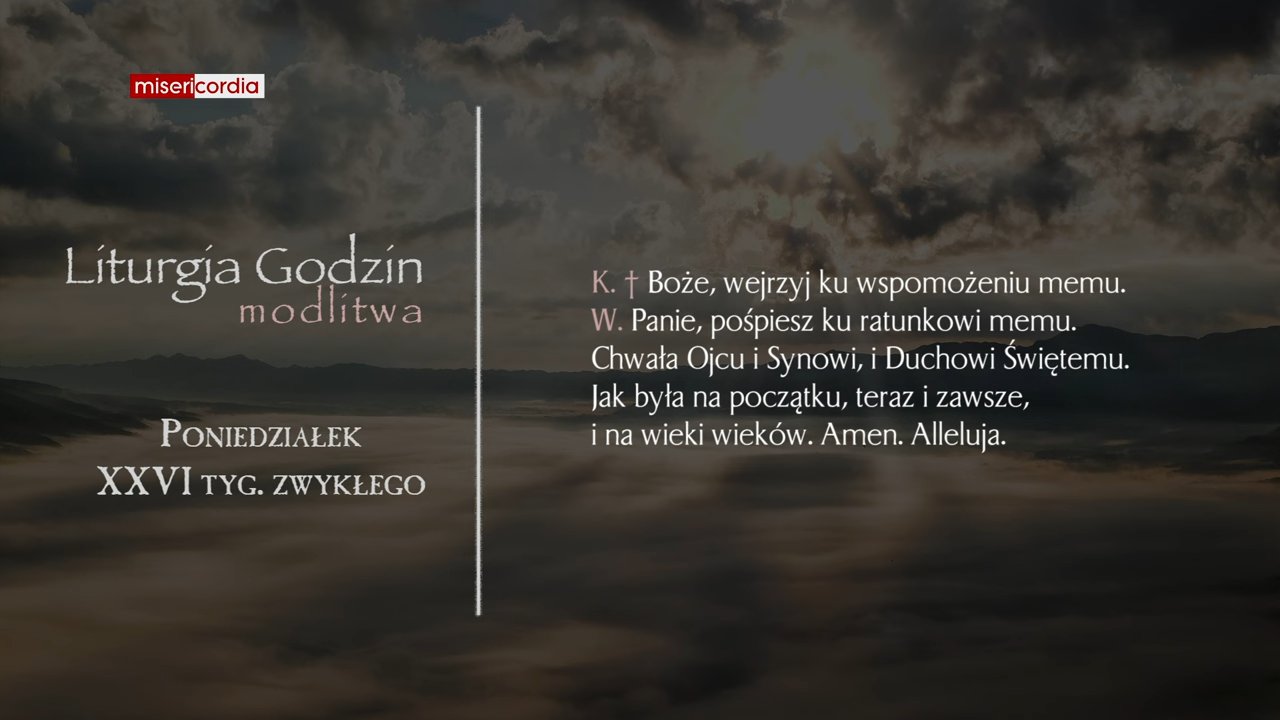 misericordia
Liturgia Godzin
modlitwa
Poniedziałek
XXVI tyg. zwykłego
K. † Boże, wejrzyj ku wspomożeniu memu.
W. Panie, pośpiesz ku ratunkowi memu.
Chwała Ojcu i Synowi, i Duchowi Świętemu.
Jak była na początku, teraz i zawsze,
i na wieki wieków. Amen. Alleluja.